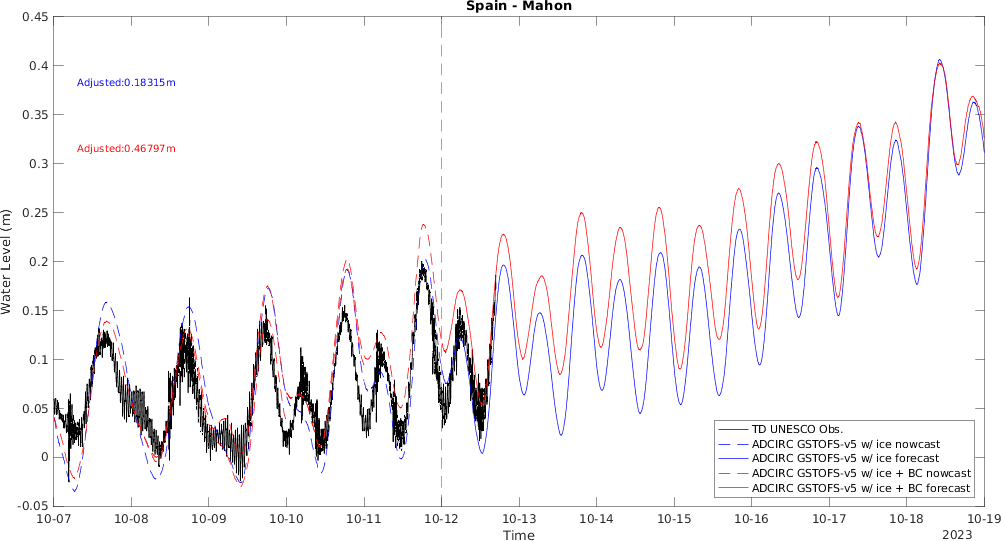 Spain - Mahon
0.45
0.4
0.35
0.3
0.25
0.2
0.15
0.1
0.05
0
-0.05
Water Level (m)
Adjusted:0.18315m
Adjusted:0.46797m
TD UNESCO Obs.
ADCIRC GSTOFS-v5 w/ ice nowcast
ADCIRC GSTOFS-v5 w/ ice forecast
ADCIRC GSTOFS-v5 w/ ice + BC nowcast
ADCIRC GSTOFS-v5 w/ ice + BC forecast
10-07 10-08 10-09 10-10 10-11 10-12 10-13 10-14 10-15 10-16 10-17 10-18 10-19
Time
2023